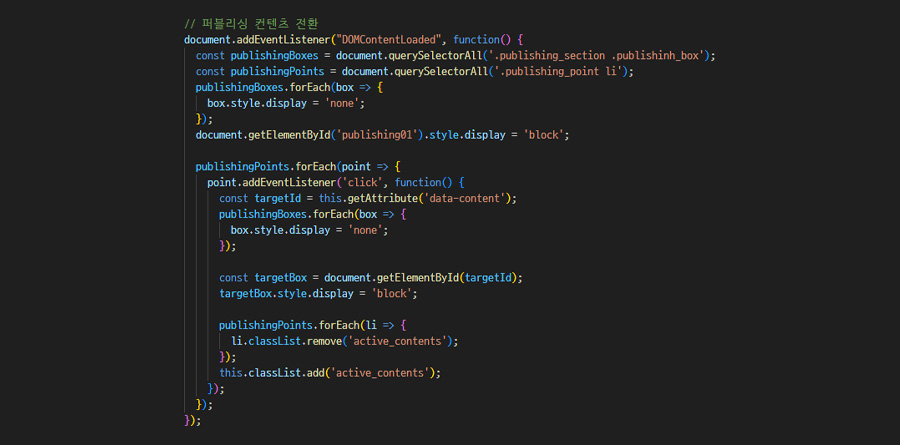 // 퍼블리싱 컨텐츠 전환
document.addEventListener("DOMContentLoaded", function() {
const publishingBoxes = document.querySelectorAll('.publishing_section .publishinh_box');
const publishingPoints = document.querySelectorAll('.publishing_point li');
publishingBoxes.forEach(box => {
box.style.display = 'none';
});
document.getElementById('publishing01').style.display = 'block';
publishingPoints.forEach(point => {
point.addEventListener('click', function() {
const targetId = this.getAttribute('data-content');
publishingBoxes.forEach(box => {
box.style.display = 'none';
});
const targetBox = document.getElementById(targetId);
targetBox.style.display = 'block';
publishingPoints.forEach(li => {
li.classList.remove('active_contents');
});
this.classList.add('active_contents');
});
});
});